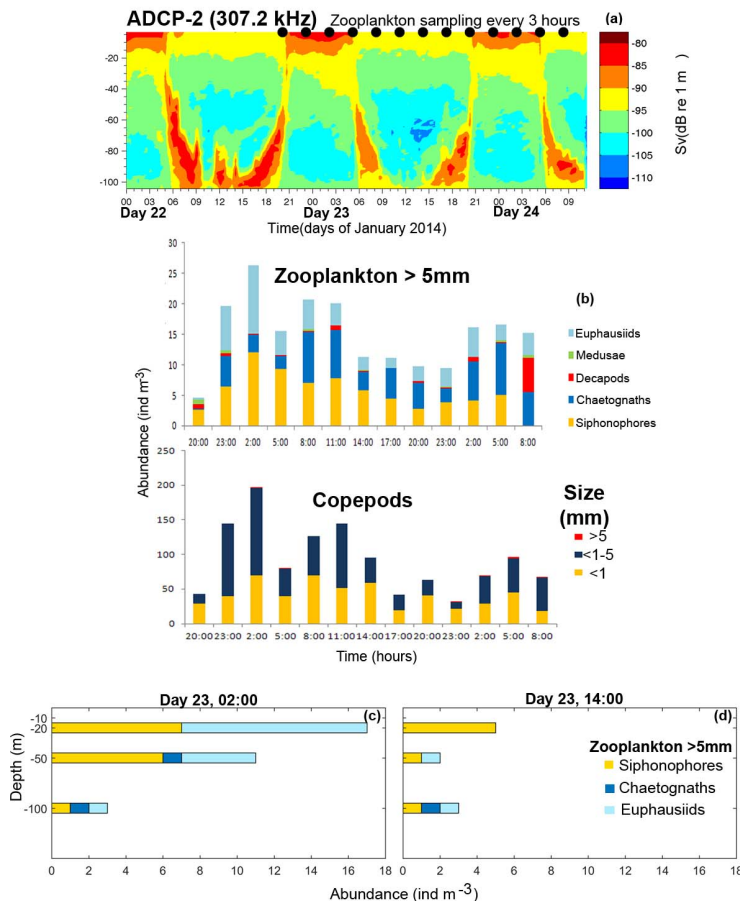 ADCP-2 (307.2 kHz) Zooplankton sampling every 3 hours (a)
-20
-40
-60
-80
-100
00 03 06 09 12 15 18 21 00 03 06 09 12 15 18 21 00 03 06 09
Day 22 Day 23 Day 24
Time(days of January 2014)
-80
-85
-90
-95
-100
-105
-110
Sv(dB re 1 m )
Zooplankton > 5mm
(b)
30
25
20
15
10
5
0
20:00 23:00 2:00 5:00 8:00 11:00 14:00 17:00 20:00 23:00 2:00 5:00 8:00
Euphausiids
Medusae
Decapods
Chaetognaths
Siphonophores
Abundance (ind m-³)
Copepods
250
200
150
100
50
0
20:00 23:00 2:00 5:00 8:00 11:00 14:00 17:00 20:00 23:00 2:00 5:00 8:00
Time (hours)
Size
(mm)
>5
<1-5
<1
Day 23, 02:00 (c)
-10
-20
-50
-100
Depth (m)
0 2 4 6 8 10 12 14 16 18
Day 23, 14:00 (d)
Zooplankton >5mm
Siphonophores
Chaetognaths
Euphausiids
0 2 4 6 8 10 12 14 16 18
Abundance (ind m⁻³)